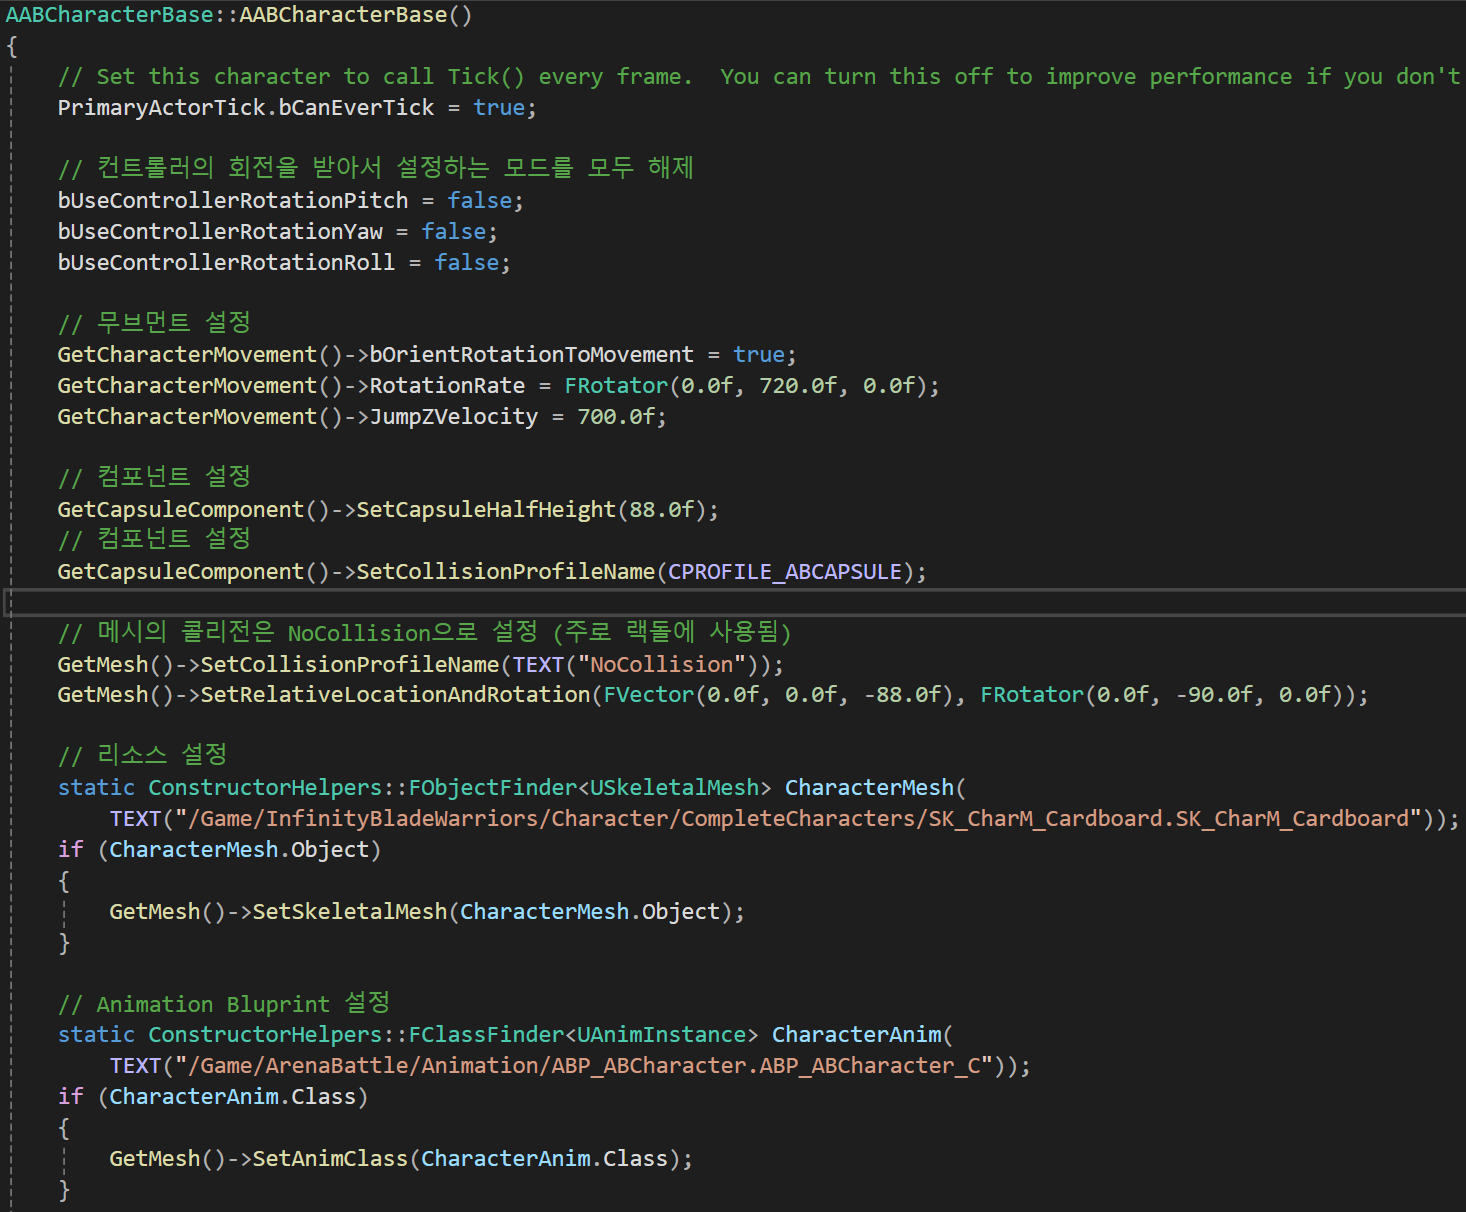 AABCharacterBase::AABCharacterBase()
{
    // Set this character to call Tick() every frame.  You can turn this off to improve performance if you don't
    PrimaryActorTick.bCanEverTick = true;

    // 컨트롤러의 회전을 받아서 설정하는 모드를 모두 해제
    bUseControllerRotationPitch = false;
    bUseControllerRotationYaw = false;
    bUseControllerRotationRoll = false;

    // 무브먼트 설정
    GetCharacterMovement()->bOrientRotationToMovement = true;
    GetCharacterMovement()->RotationRate = FRotator(0.0f, 720.0f, 0.0f);
    GetCharacterMovement()->JumpZVelocity = 700.0f;

    // 컴포넌트 설정
    GetCapsuleComponent()->SetCapsuleHalfHeight(88.0f);
    // 컴포넌트 설정
    GetCapsuleComponent()->SetCollisionProfileName(CPROFILE_ABCAPSULE);

    // 메시의 콜리전은 NoCollision으로 설정 (주로 랙돌에 사용됨)
    GetMesh()->SetCollisionProfileName(TEXT("NoCollision"));
    GetMesh()->SetRelativeLocationAndRotation(FVector(0.0f, 0.0f, -88.0f), FRotator(0.0f, -90.0f, 0.0f));

    // 리소스 설정
    static ConstructorHelpers::FObjectFinder<USkeletalMesh> CharacterMesh(
        TEXT("/Game/InfinityBladeWarriors/Character/CompleteCharacters/SK_CharM_Cardboard.SK_CharM_Cardboard"));
    if (CharacterMesh.Object)
    {
        GetMesh()->SetSkeletalMesh(CharacterMesh.Object);
    }

    // Animation Bluprint 설정
    static ConstructorHelpers::FClassFinder<UAnimInstance> CharacterAnim(
        TEXT("/Game/ArenaBattle/Animation/ABP_ABCharacter.ABP_ABCharacter_C"));
    if (CharacterAnim.Class)
    {
        GetMesh()->SetAnimClass(CharacterAnim.Class);
    }